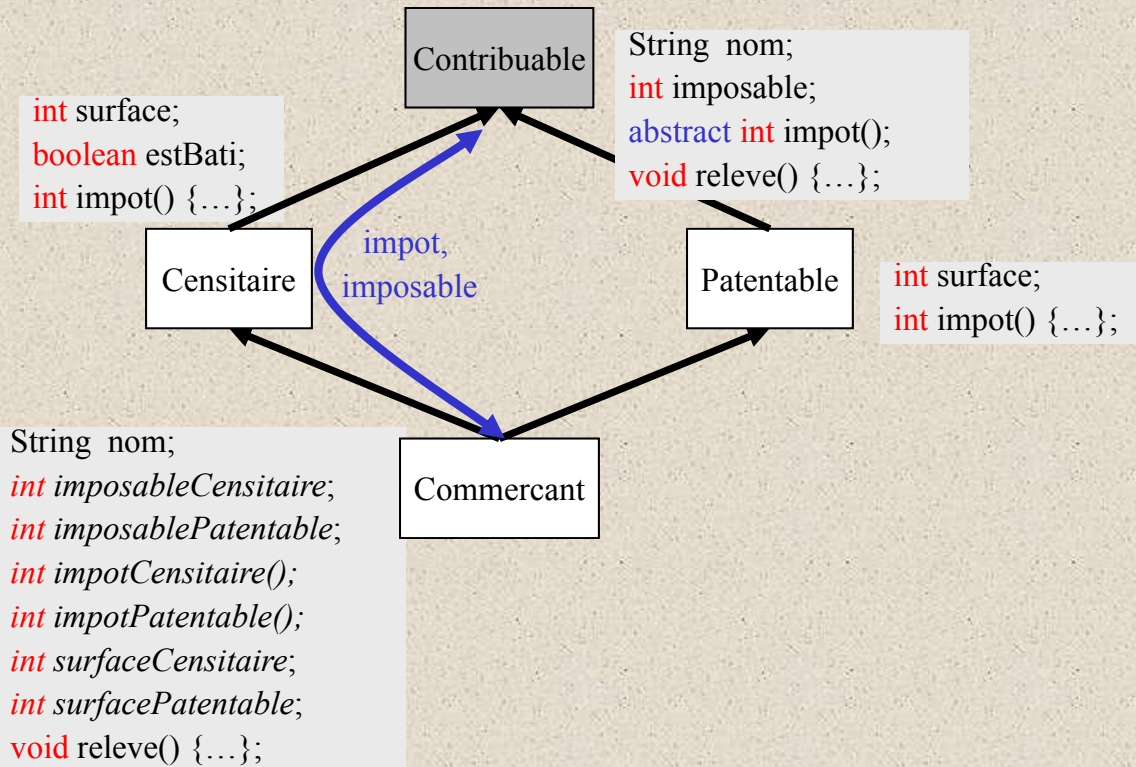 Contribuable
String nom;
int imposable;
abstract int impot();
void releve() {…};
int surface;
boolean estBati;
int impot() {…};
impot,
imposable
Censitaire
Patentable
int surface;
int impot() {…};
String nom;
int imposableCensitaire;
int imposablePatentable;
int impotCensitaire();
int impotPatentable();
int surfaceCensitaire;
int surfacePatentable;
void releve() {…};
Commercant